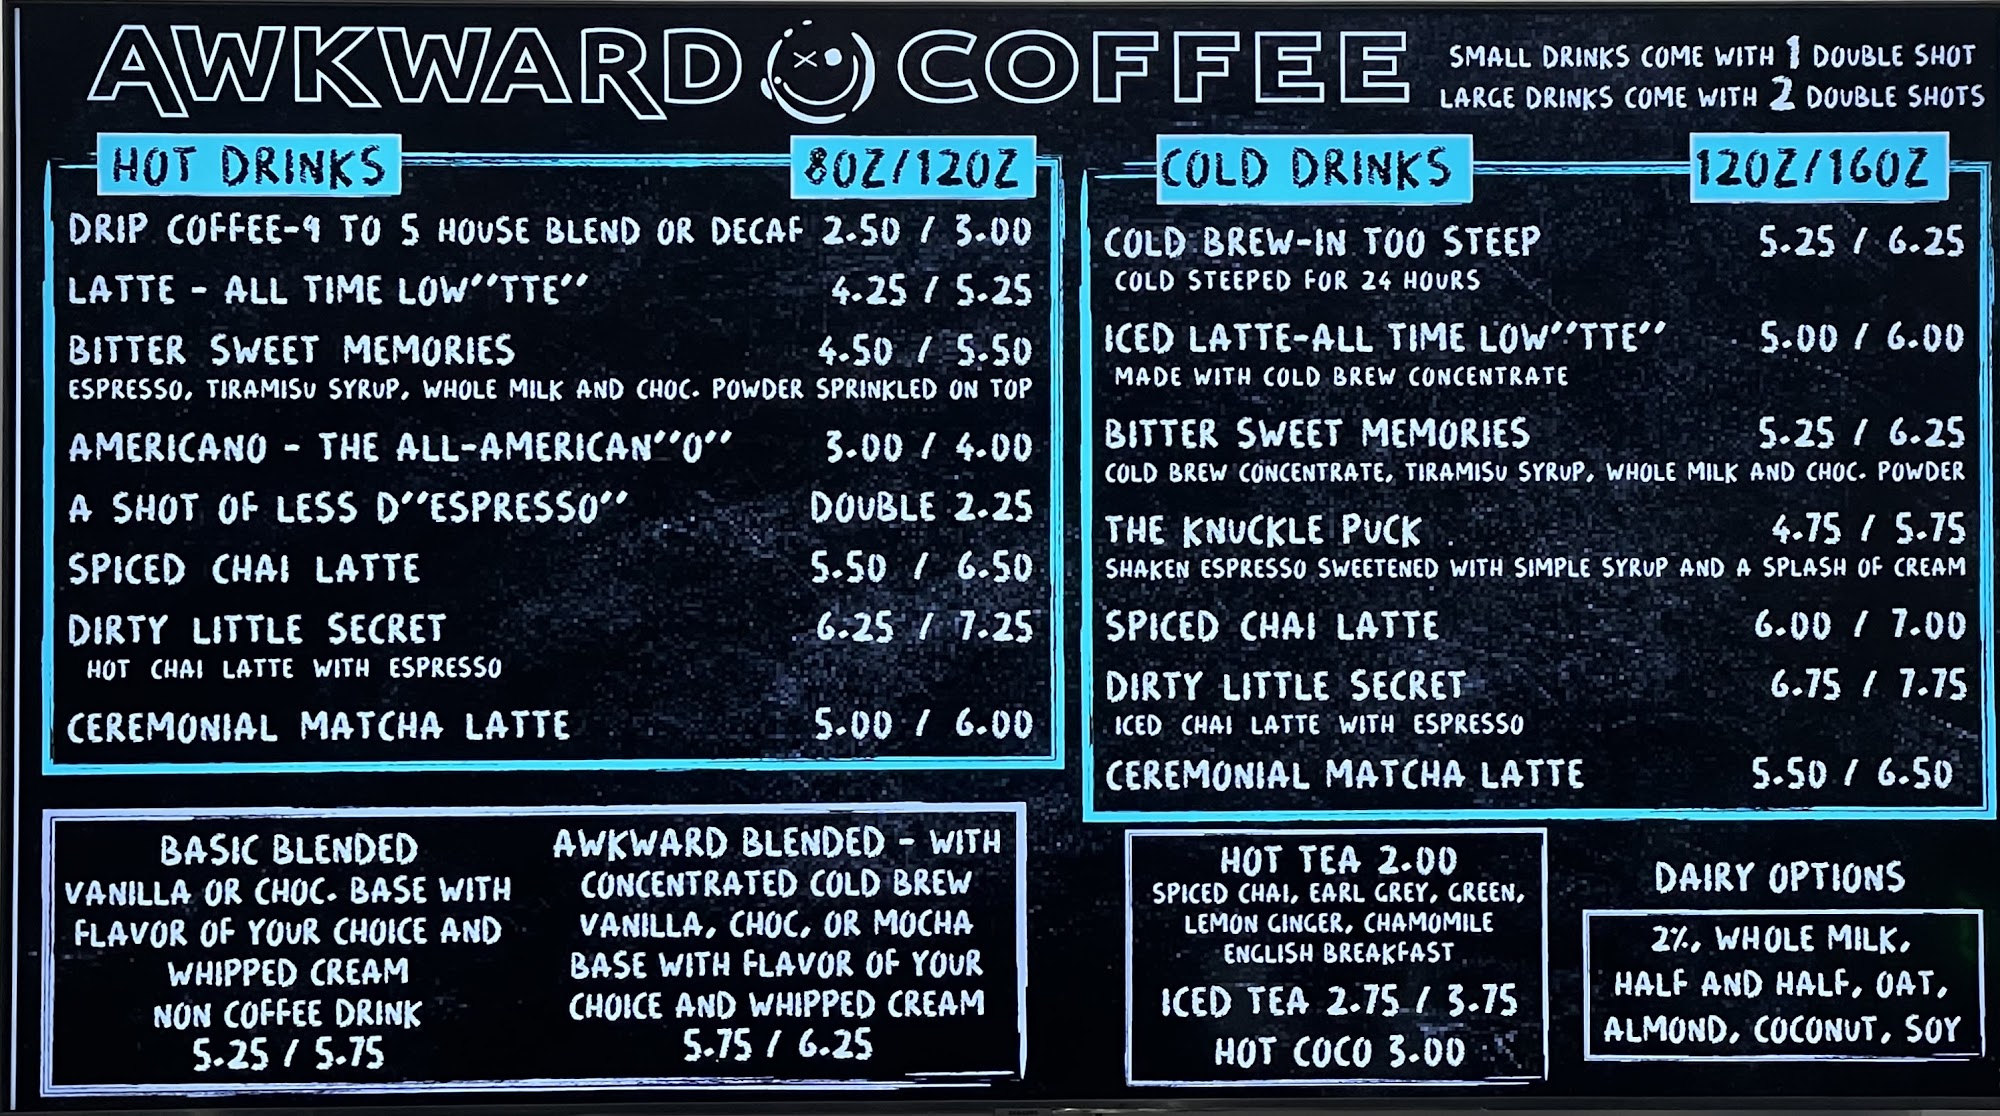 AWKWARD COFFEE
SMALL DRINKS COME WITH 1 DOUBLE SHOT
LARGE DRINKS COME WITH 2 DOUBLE SHOTS
HOT DRINKS 8OZ/12OZ
DRIP COFFEE-9 TO 5 HOUSE BLEND OR DECAF 2.50 / 3.00
LATTE - ALL TIME LOW''TTE'' 4.25 / 5.25
BITTER SWEET MEMORIES 4.50 / 5.50
ESPRESSO, TIRAMISU SYRUP, WHOLE MILK AND CHOC. POWDER SPRINKLED ON TOP
AMERICANO - THE ALL-AMERICAN''O'' 3.00 / 4.00
A SHOT OF LESS D''ESPRESSO'' DOUBLE 2.25
SPICED CHAI LATTE 5.50 / 6.50
DIRTY LITTLE SECRET 6.25 / 7.25
HOT CHAI LATTE WITH ESPRESSO
CEREMONIAL MATCHA LATTE 5.00 / 6.00
COLD DRINKS 12OZ/16OZ
COLD BREW-IN TOO STEEP 5.25 / 6.25
COLD STEEPED FOR 24 HOURS
ICED LATTE-ALL TIME LOW''TTE'' 5.00 / 6.00
MADE WITH COLD BREW CONCENTRATE
BITTER SWEET MEMORIES 5.25 / 6.25
COLD BREW CONCENTRATE, TIRAMISU SYRUP, WHOLE MILK AND CHOC. POWDER
THE KNUCKLE PUCK 4.75 / 5.75
SHAKEN ESPRESSO SWEETENED WITH SIMPLE SYRUP AND A SPLASH OF CREAM
SPICED CHAI LATTE 6.00 / 7.00
DIRTY LITTLE SECRET 6.75 / 7.75
ICED CHAI LATTE WITH ESPRESSO
CEREMONIAL MATCHA LATTE 5.50 / 6.50
BASIC BLENDED
VANILLA OR CHOC. BASE WITH
FLAVOR OF YOUR CHOICE AND
WHIPPED CREAM
NON COFFEE DRINK
5.25 / 5.75
AWKWARD BLENDED - WITH
CONCENTRATED COLD BREW
VANILLA, CHOC, OR MOCHA
BASE WITH FLAVOR OF YOUR
CHOICE AND WHIPPED CREAM
5.75 / 6.25
HOT TEA 2.00
SPICED CHAI, EARL GREY, GREEN,
LEMON GINGER, CHAMOMILE
ENGLISH BREAKFAST
ICED TEA 2.75 / 3.75
HOT COCO 3.00
DAIRY OPTIONS
2%, WHOLE MILK,
HALF AND HALF, OAT,
ALMOND, COCONUT, SOY